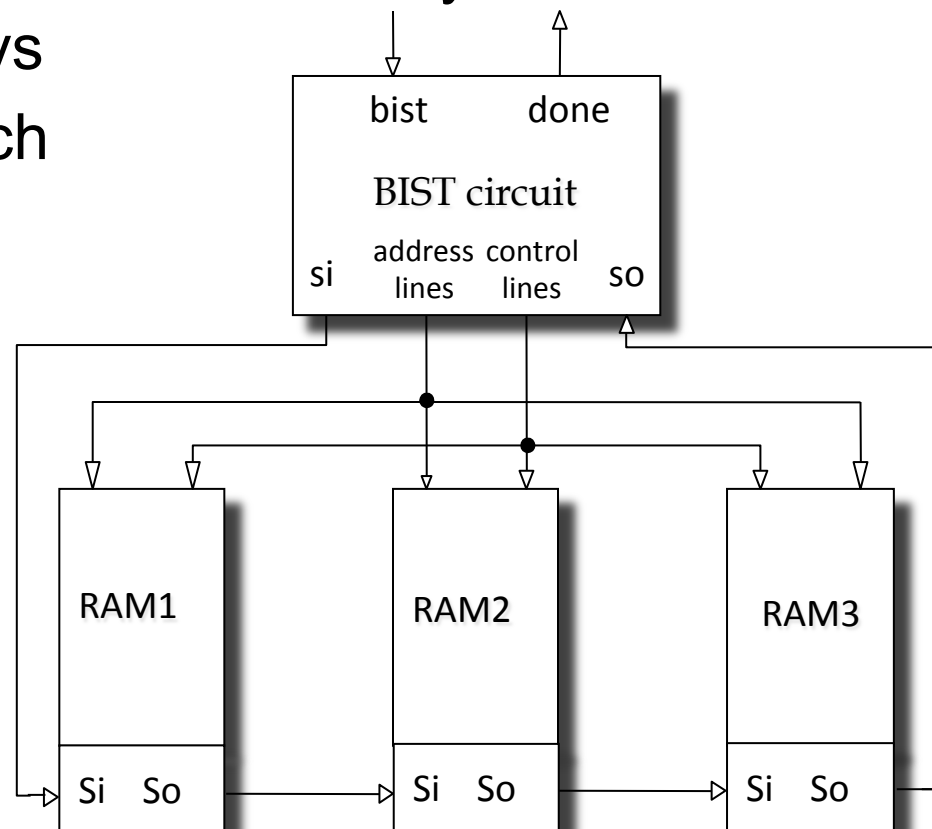 ys
ch
bist done
BIST circuit
address control
lines lines
si so
RAM1 RAM2 RAM3
Si So Si So Si So